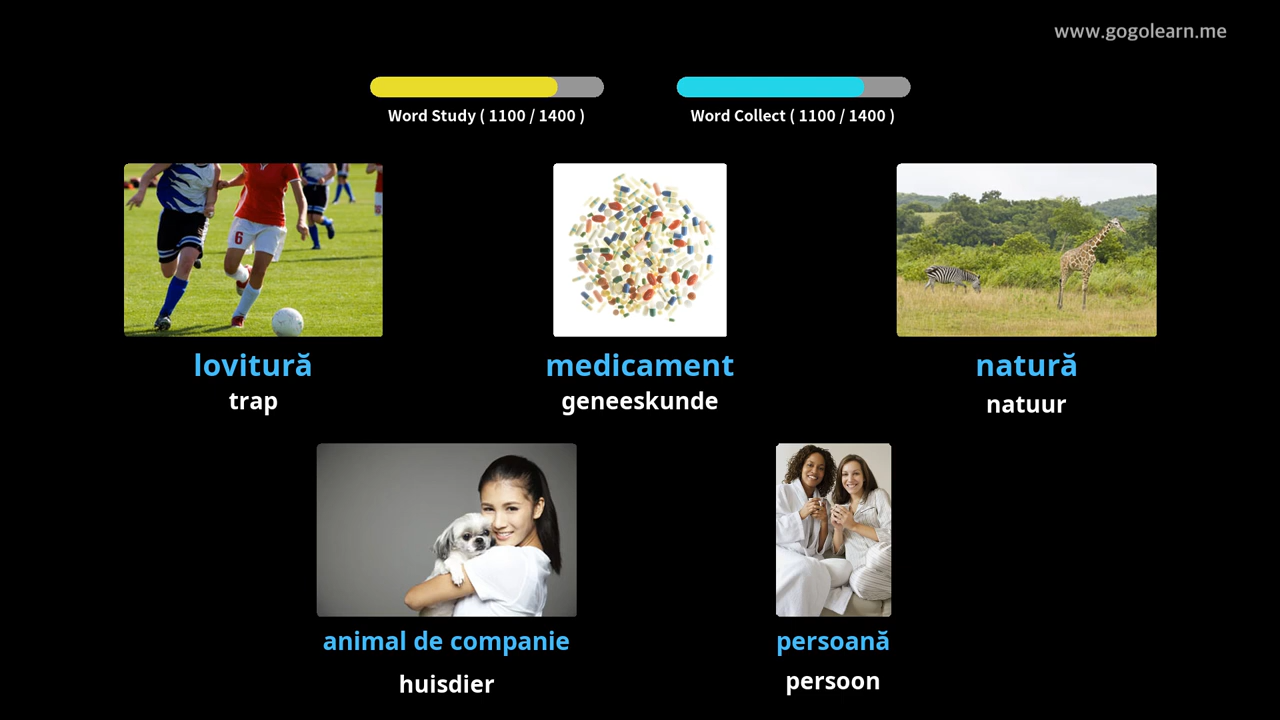 www.gogolearn.me
Word Study ( 1100 / 1400 )
Word Collect ( 1100 / 1400 )
6
lovitură
trap
medicament
geneeskunde
natură
natuur
animal de companie
huisdier
persoană
persoon